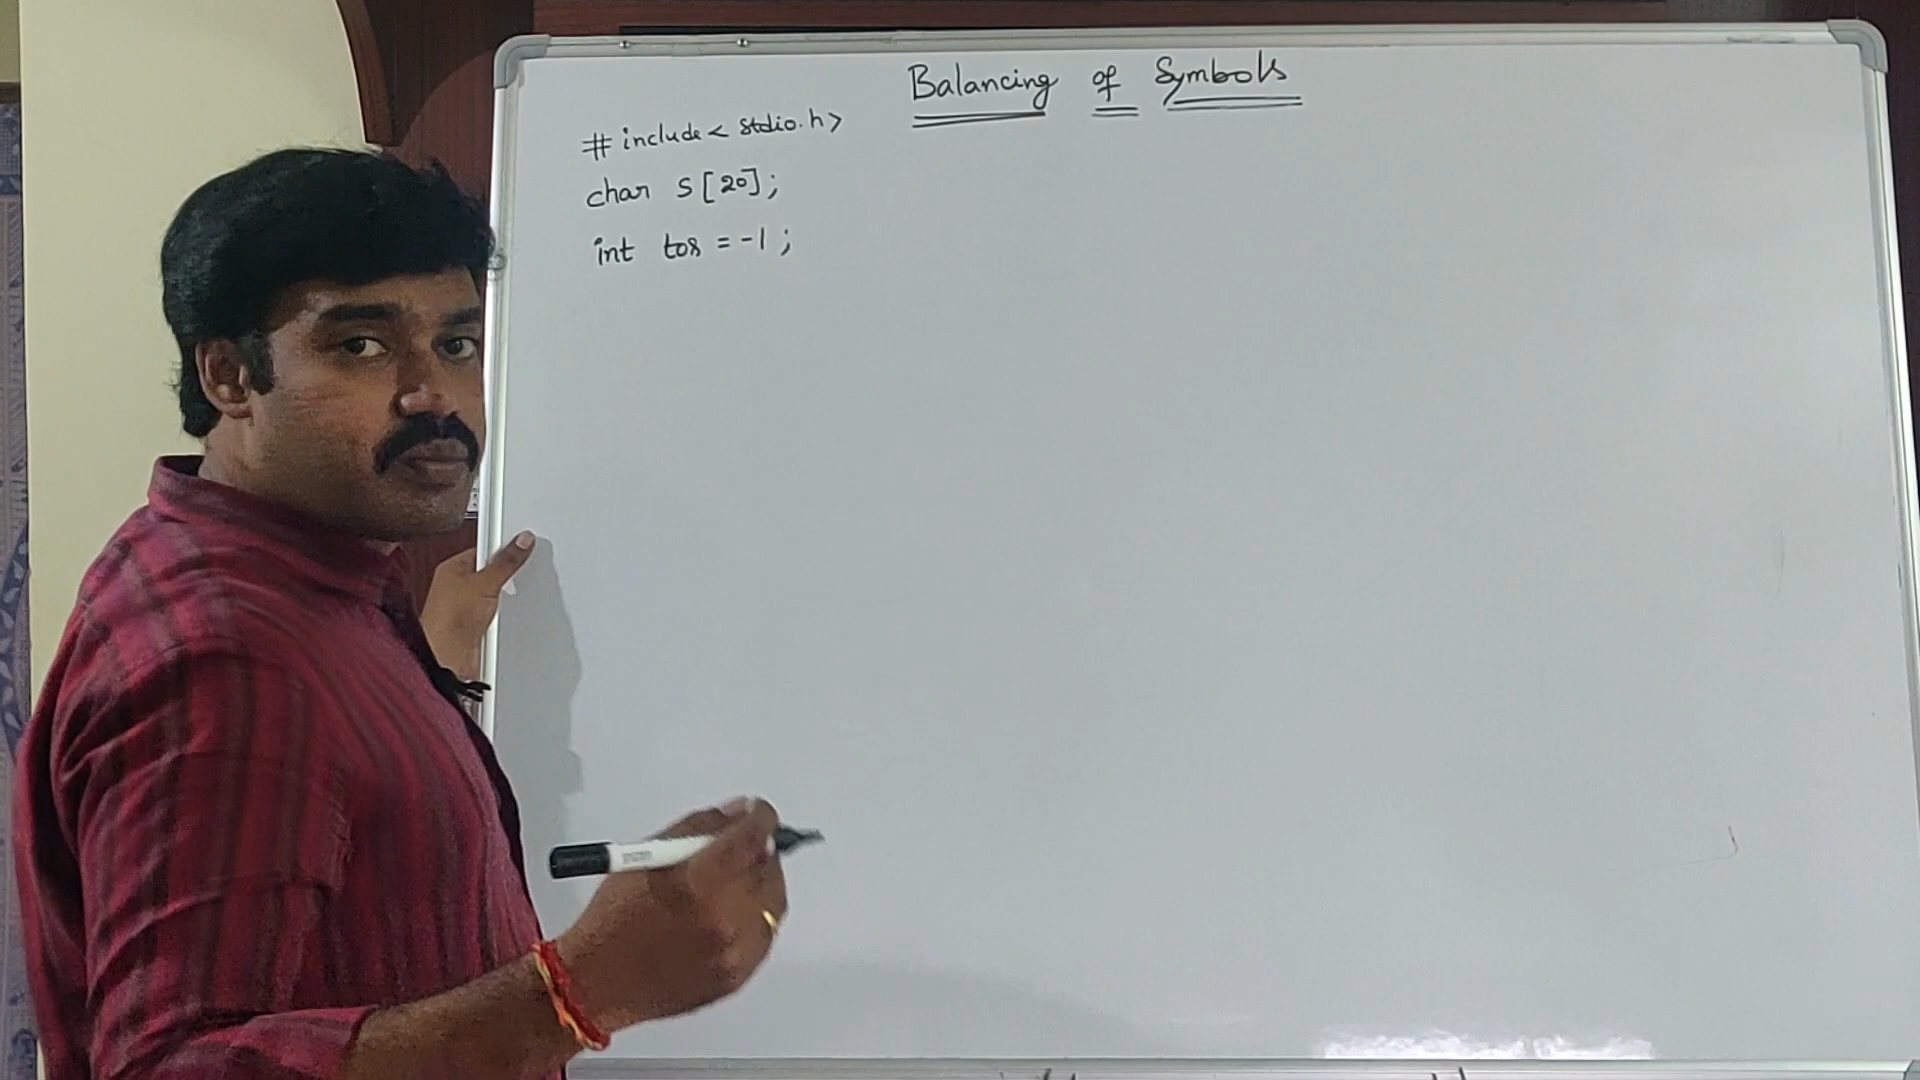 Balancing of Symbols
#include < stdio.h>
char s[20];
int tos = -1;